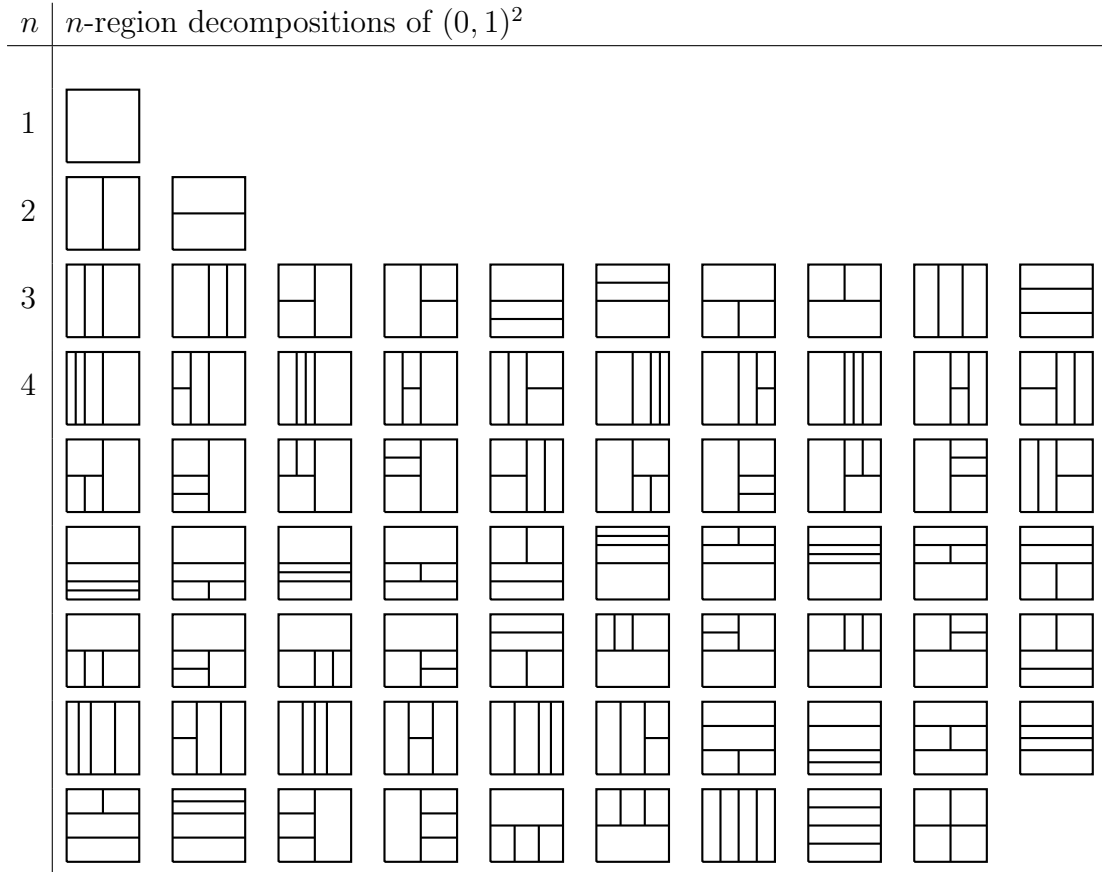 n n-region decompositions of (0, 1)²
1
2
3
4